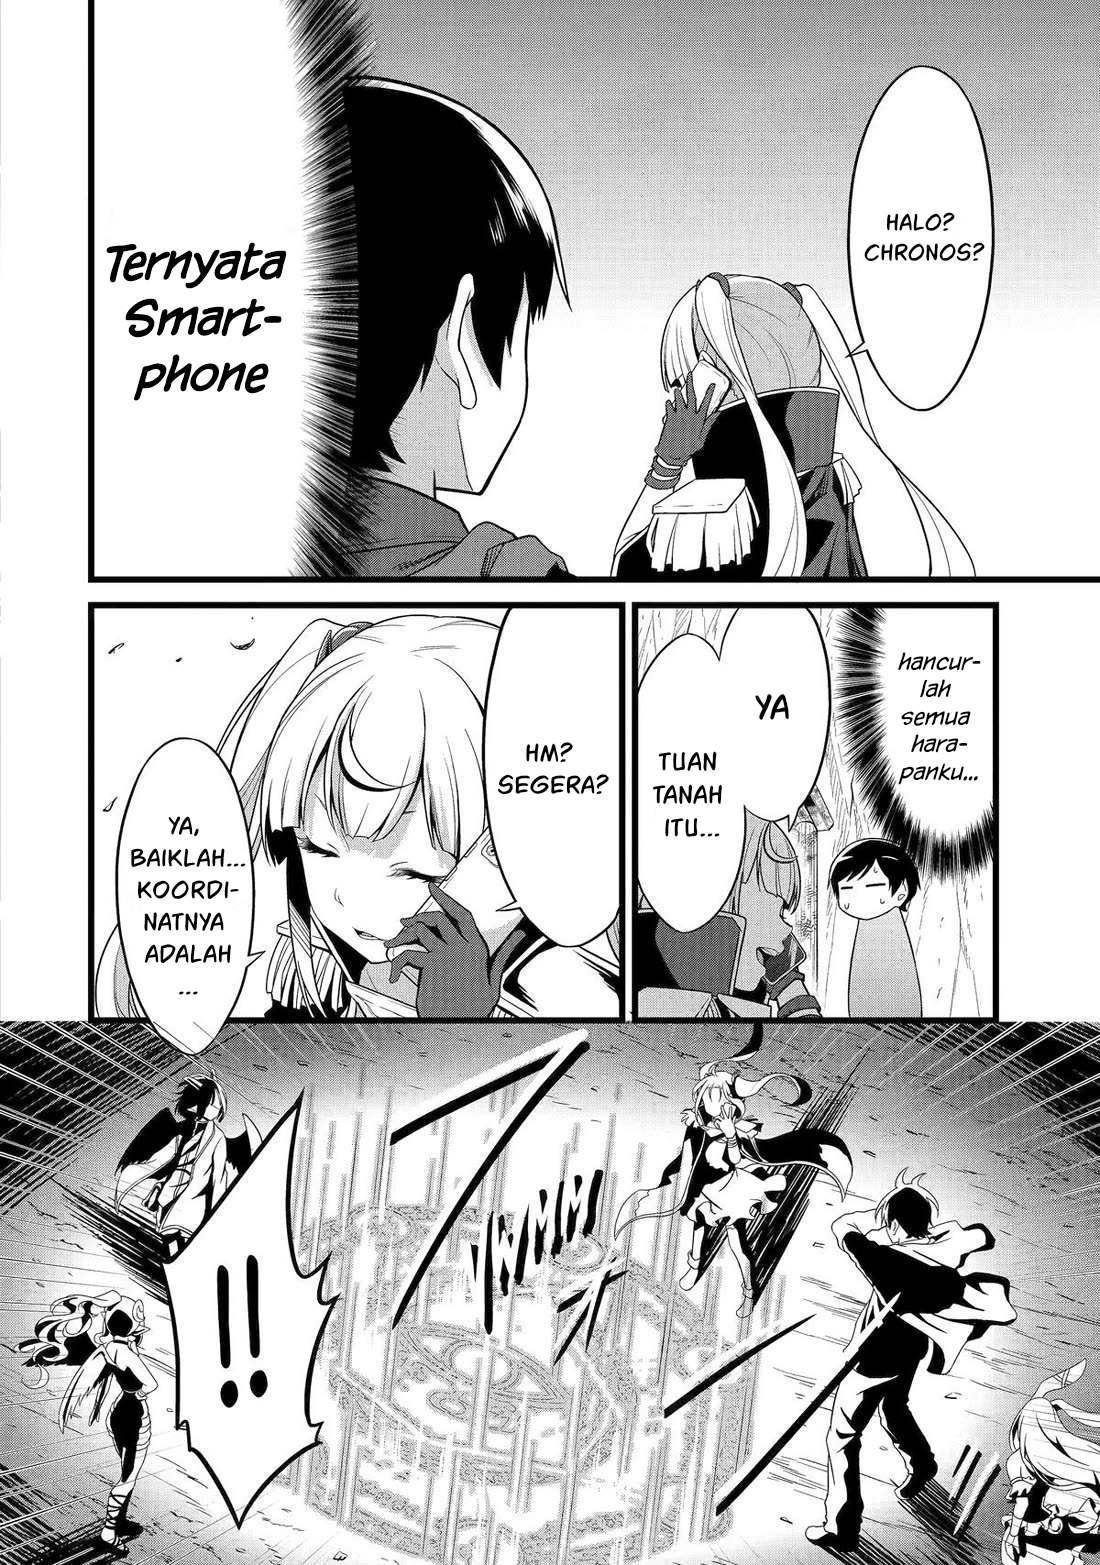 HALO?
CHRONOS?
Ternyata
Smart-
phone
YA
TUAN
TANAH
ITU...
hancur-
lah
semua
hara-
panku...
HM?
SEGERA?
YA,
BAIKLAH...
KOORDI-
NATNYA
ADALAH
...
!!
VWMM